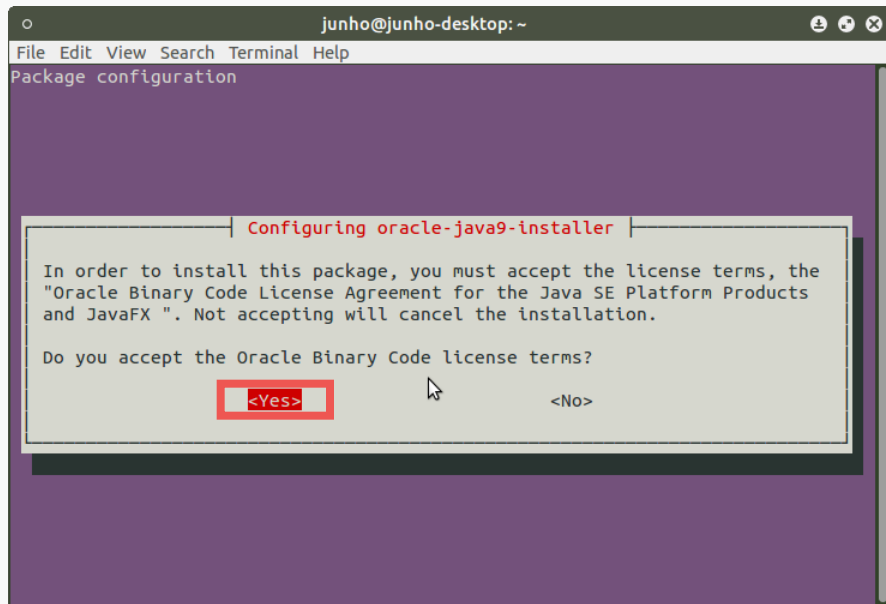 junho@junho-desktop: ~
File Edit View Search Terminal Help
Package configuration
Configuring oracle-java9-installer
In order to install this package, you must accept the license terms, the
"Oracle Binary Code License Agreement for the Java SE Platform Products
and JavaFX ". Not accepting will cancel the installation.
Do you accept the Oracle Binary Code license terms?
<Yes> <No>